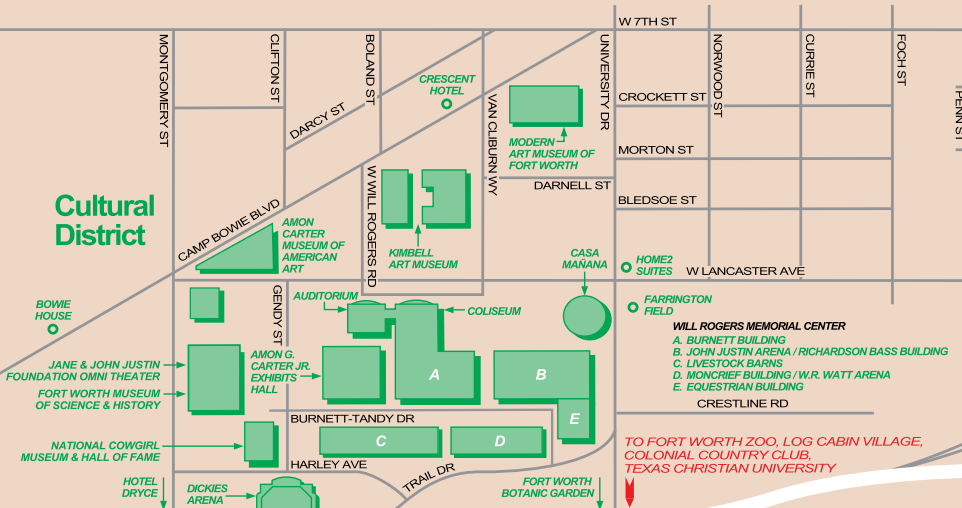 W 7TH ST
MONTGOMERY ST
CLIFTON ST
BOLAND ST
UNIVERSITY DR
NORWOOD ST
CURRIE ST
FOCH ST
PENN ST
CRESCENT
HOTEL
DARCY ST
VAN CLIBURN WY
CROCKETT ST
MODERN
ART MUSEUM OF
FORT WORTH
MORTON ST
DARNELL ST
BLEDSOE ST
Cultural
District
CAMP BOWIE BLVD
W WILL ROGERS RD
AMON
CARTER
MUSEUM OF
AMERICAN
ART
KIMBELL
ART MUSEUM
CASA
MAÑANA
HOME2
SUITES
W LANCASTER AVE
GENDY ST
AUDITORIUM
COLISEUM
FARRINGTON
FIELD
BOWIE
HOUSE
WILL ROGERS MEMORIAL CENTER
A. BURNETT BUILDING
B. JOHN JUSTIN ARENA / RICHARDSON BASS BUILDING
C. LIVESTOCK BARNS
D. MONCRIEF BUILDING / W.R. WATT ARENA
E. EQUESTRIAN BUILDING
JANE & JOHN JUSTIN
FOUNDATION OMNI THEATER
FORT WORTH MUSEUM
OF SCIENCE & HISTORY
AMON G.
CARTER JR.
EXHIBITS
HALL
A
B
E
CRESTLINE RD
BURNETT-TANDY DR
C
D
NATIONAL COWGIRL
MUSEUM & HALL OF FAME
HARLEY AVE
TRAIL DR
TO FORT WORTH ZOO, LOG CABIN VILLAGE,
COLONIAL COUNTRY CLUB,
TEXAS CHRISTIAN UNIVERSITY
HOTEL
DRYCE
DICKIES
ARENA
FORT WORTH
BOTANIC GARDEN